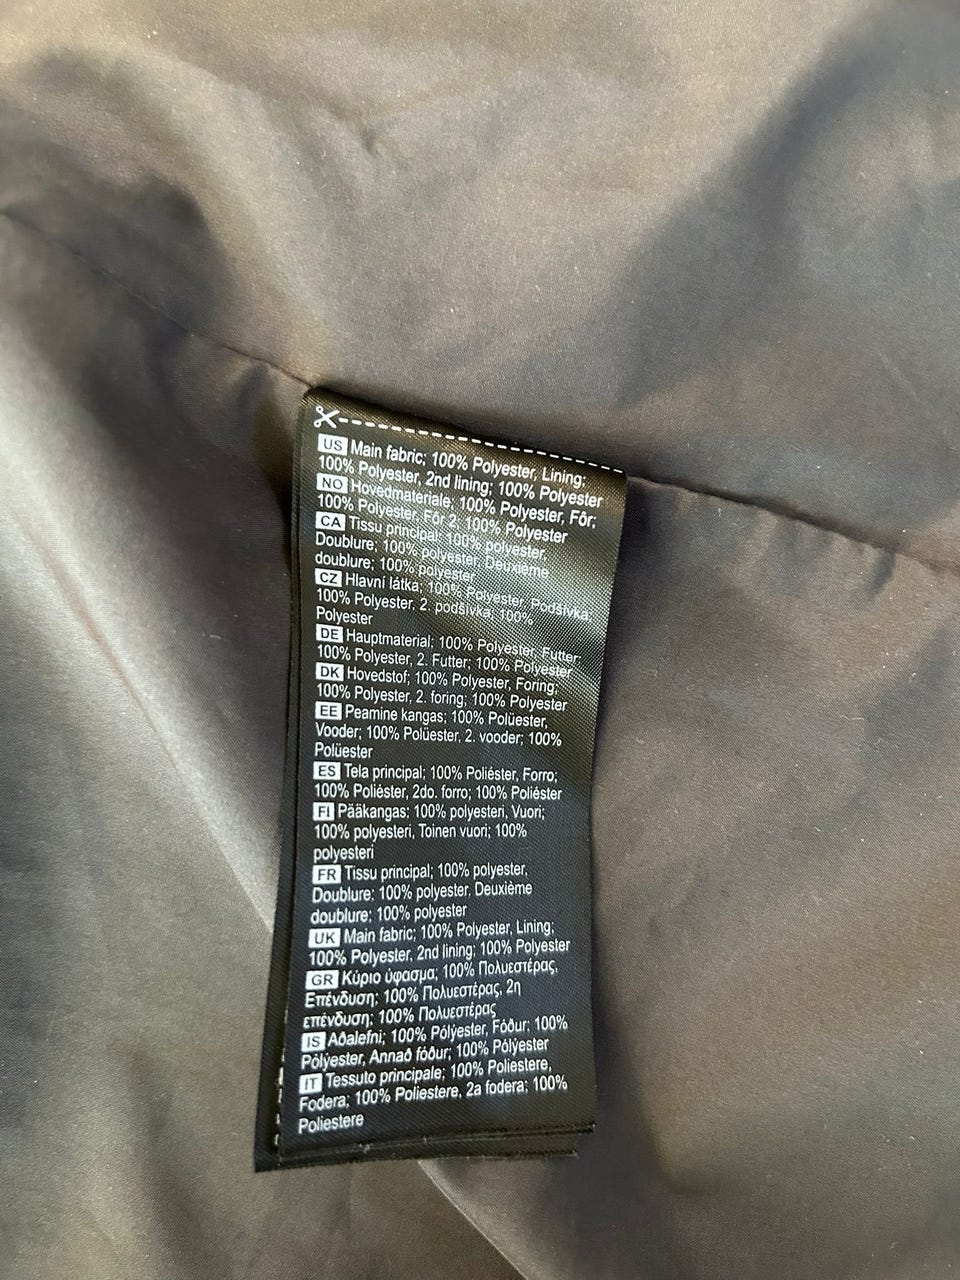 US Main fabric; 100% Polyester, Lining;
100% Polyester, 2nd lining; 100% Polyester
NO Hovedmateriale; 100% Polyester, Fôr;
100% Polyester, Fôr 2; 100% Polyester
CA Tissu principal; 100% polyester,
Doublure; 100% polyester, Deuxième
doublure; 100% polyester
CZ Hlavní látka; 100% Polyester, Podšívka;
100% Polyester, 2. podšívka; 100%
Polyester
DE Hauptmaterial; 100% Polyester, Futter;
100% Polyester, 2. Futter; 100% Polyester
DK Hovedstof; 100% Polyester, Foring;
100% Polyester, 2. foring; 100% Polyester
EE Peamine kangas; 100% Polüester,
Vooder; 100% Polüester, 2. vooder; 100%
Polüester
ES Tela principal; 100% Poliéster, Forro;
100% Poliéster, 2do. forro; 100% Poliéster
FI Pääkangas; 100% polyesteri, Vuori;
100% polyesteri, Toinen vuori; 100%
polyesteri
FR Tissu principal; 100% polyester,
Doublure; 100% polyester, Deuxième
doublure; 100% polyester
UK Main fabric; 100% Polyester, Lining;
100% Polyester, 2nd lining; 100% Polyester
GR Κύριο ύφασμα; 100% Πολυεστέρας,
Επένδυση; 100% Πολυεστέρας, 2η
επένδυση; 100% Πολυεστέρας
IS Aðalefni; 100% Pólýester, Fóður; 100%
Pólýester, Annað fóður; 100% Pólýester
IT Tessuto principale; 100% Poliestere,
Fodera; 100% Poliestere, 2a fodera; 100%
Poliestere